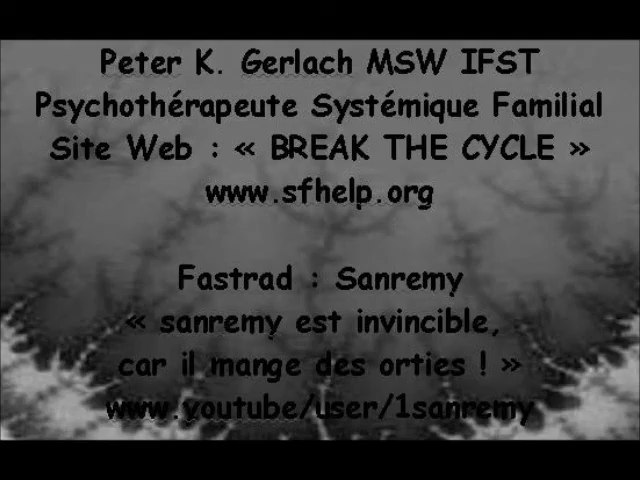 Peter K. Gerlach MSW IFST
Psychothérapeute Systémique Familial
Site Web : « BREAK THE CYCLE »
www.sfhelp.org
Fastrad : Sanremy
« sanremy est invincible,
car il mange des orties ! »
www.youtube/user/1sanremy